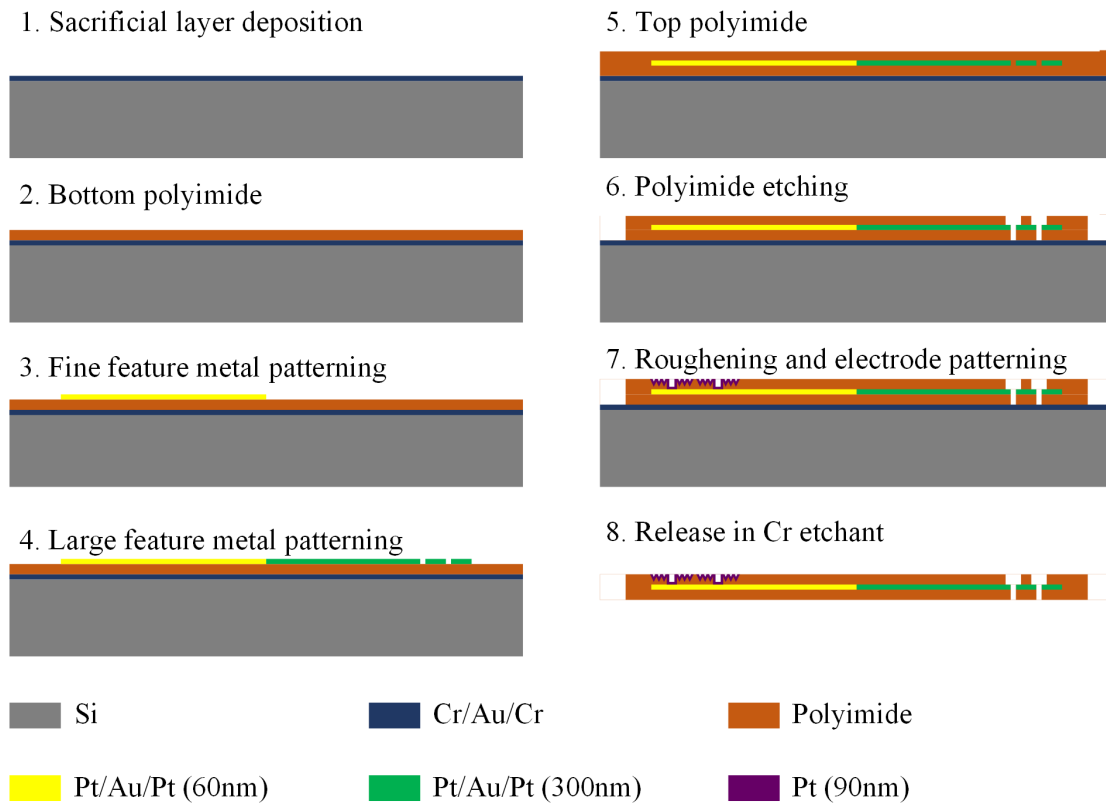 1. Sacrificial layer deposition
2. Bottom polyimide
3. Fine feature metal patterning
4. Large feature metal patterning
5. Top polyimide
6. Polyimide etching
7. Roughening and electrode patterning
8. Release in Cr etchant
Si
Cr/Au/Cr
Polyimide
Pt/Au/Pt (60nm)
Pt/Au/Pt (300nm)
Pt (90nm)